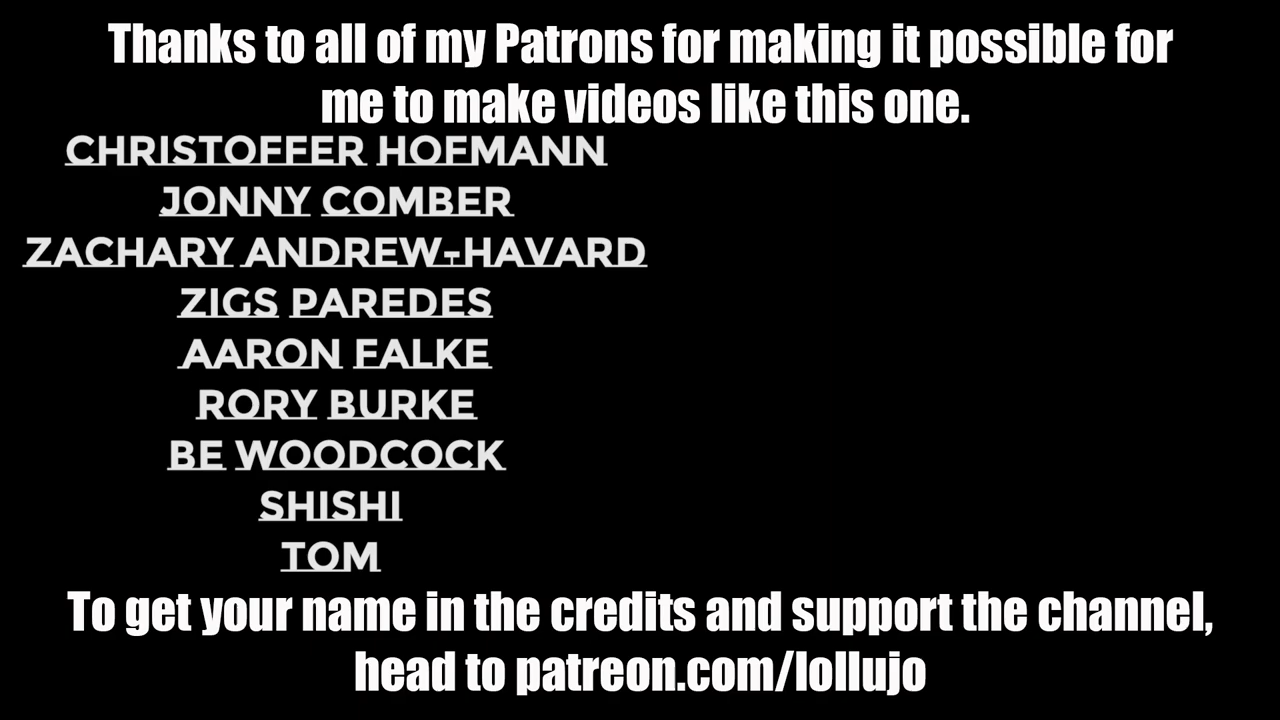 Thanks to all of my Patrons for making it possible for
me to make videos like this one.
CHRISTOFFER HOFMANN
JONNY COMBER
ZACHARY ANDREW-HAVARD
ZIGS PAREDES
AARON FALKE
RORY BURKE
BE WOODCOCK
SHISHI
TOM
To get your name in the credits and support the channel,
head to patreon.com/lollujo